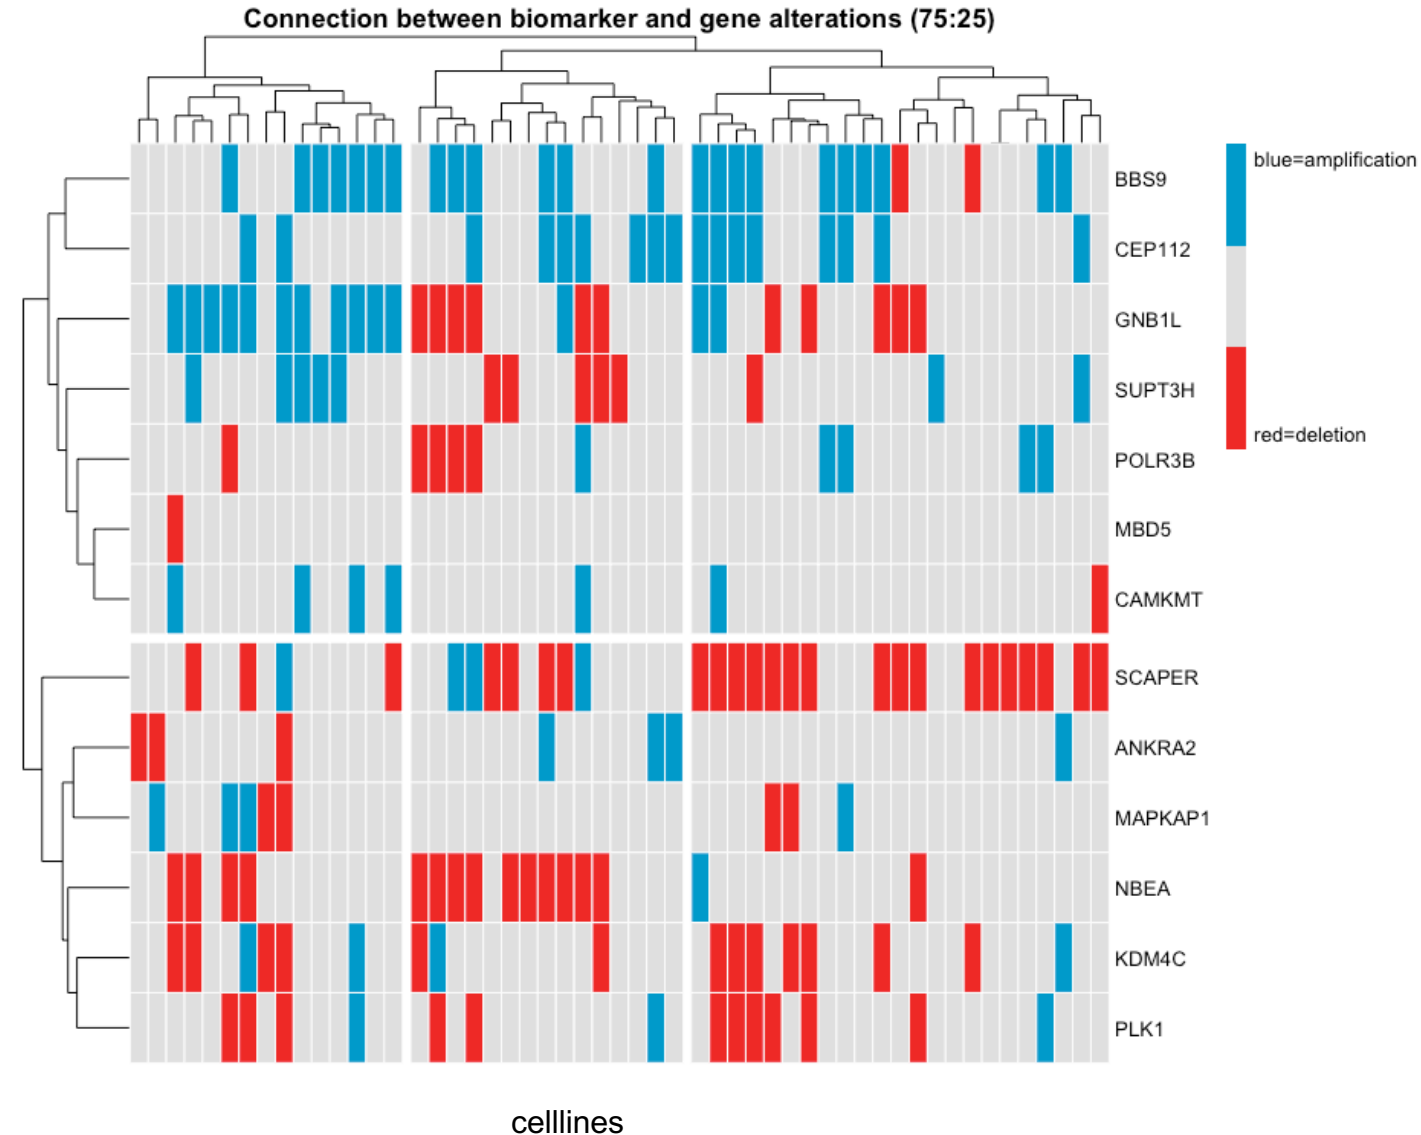 Connection between biomarker and gene alterations (75:25)
blue=amplification
red=deletion
BBS9
CEP112
GNB1L
SUPT3H
POLR3B
MBD5
CAMKMT
SCAPER
ANKRA2
MAPKAP1
NBEA
KDM4C
PLK1
celllines